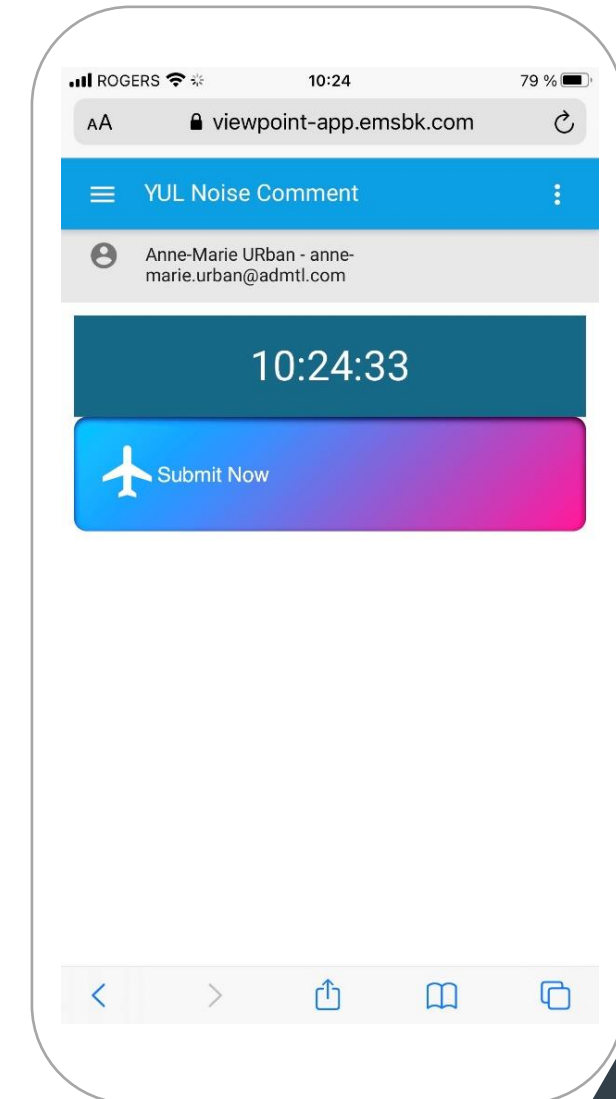 ROGERS 10:24 79 %
AA viewpoint-app.emsbk.com
YUL Noise Comment
Anne-Marie URban - anne-
marie.urban@admtl.com
10:24:33
Submit Now